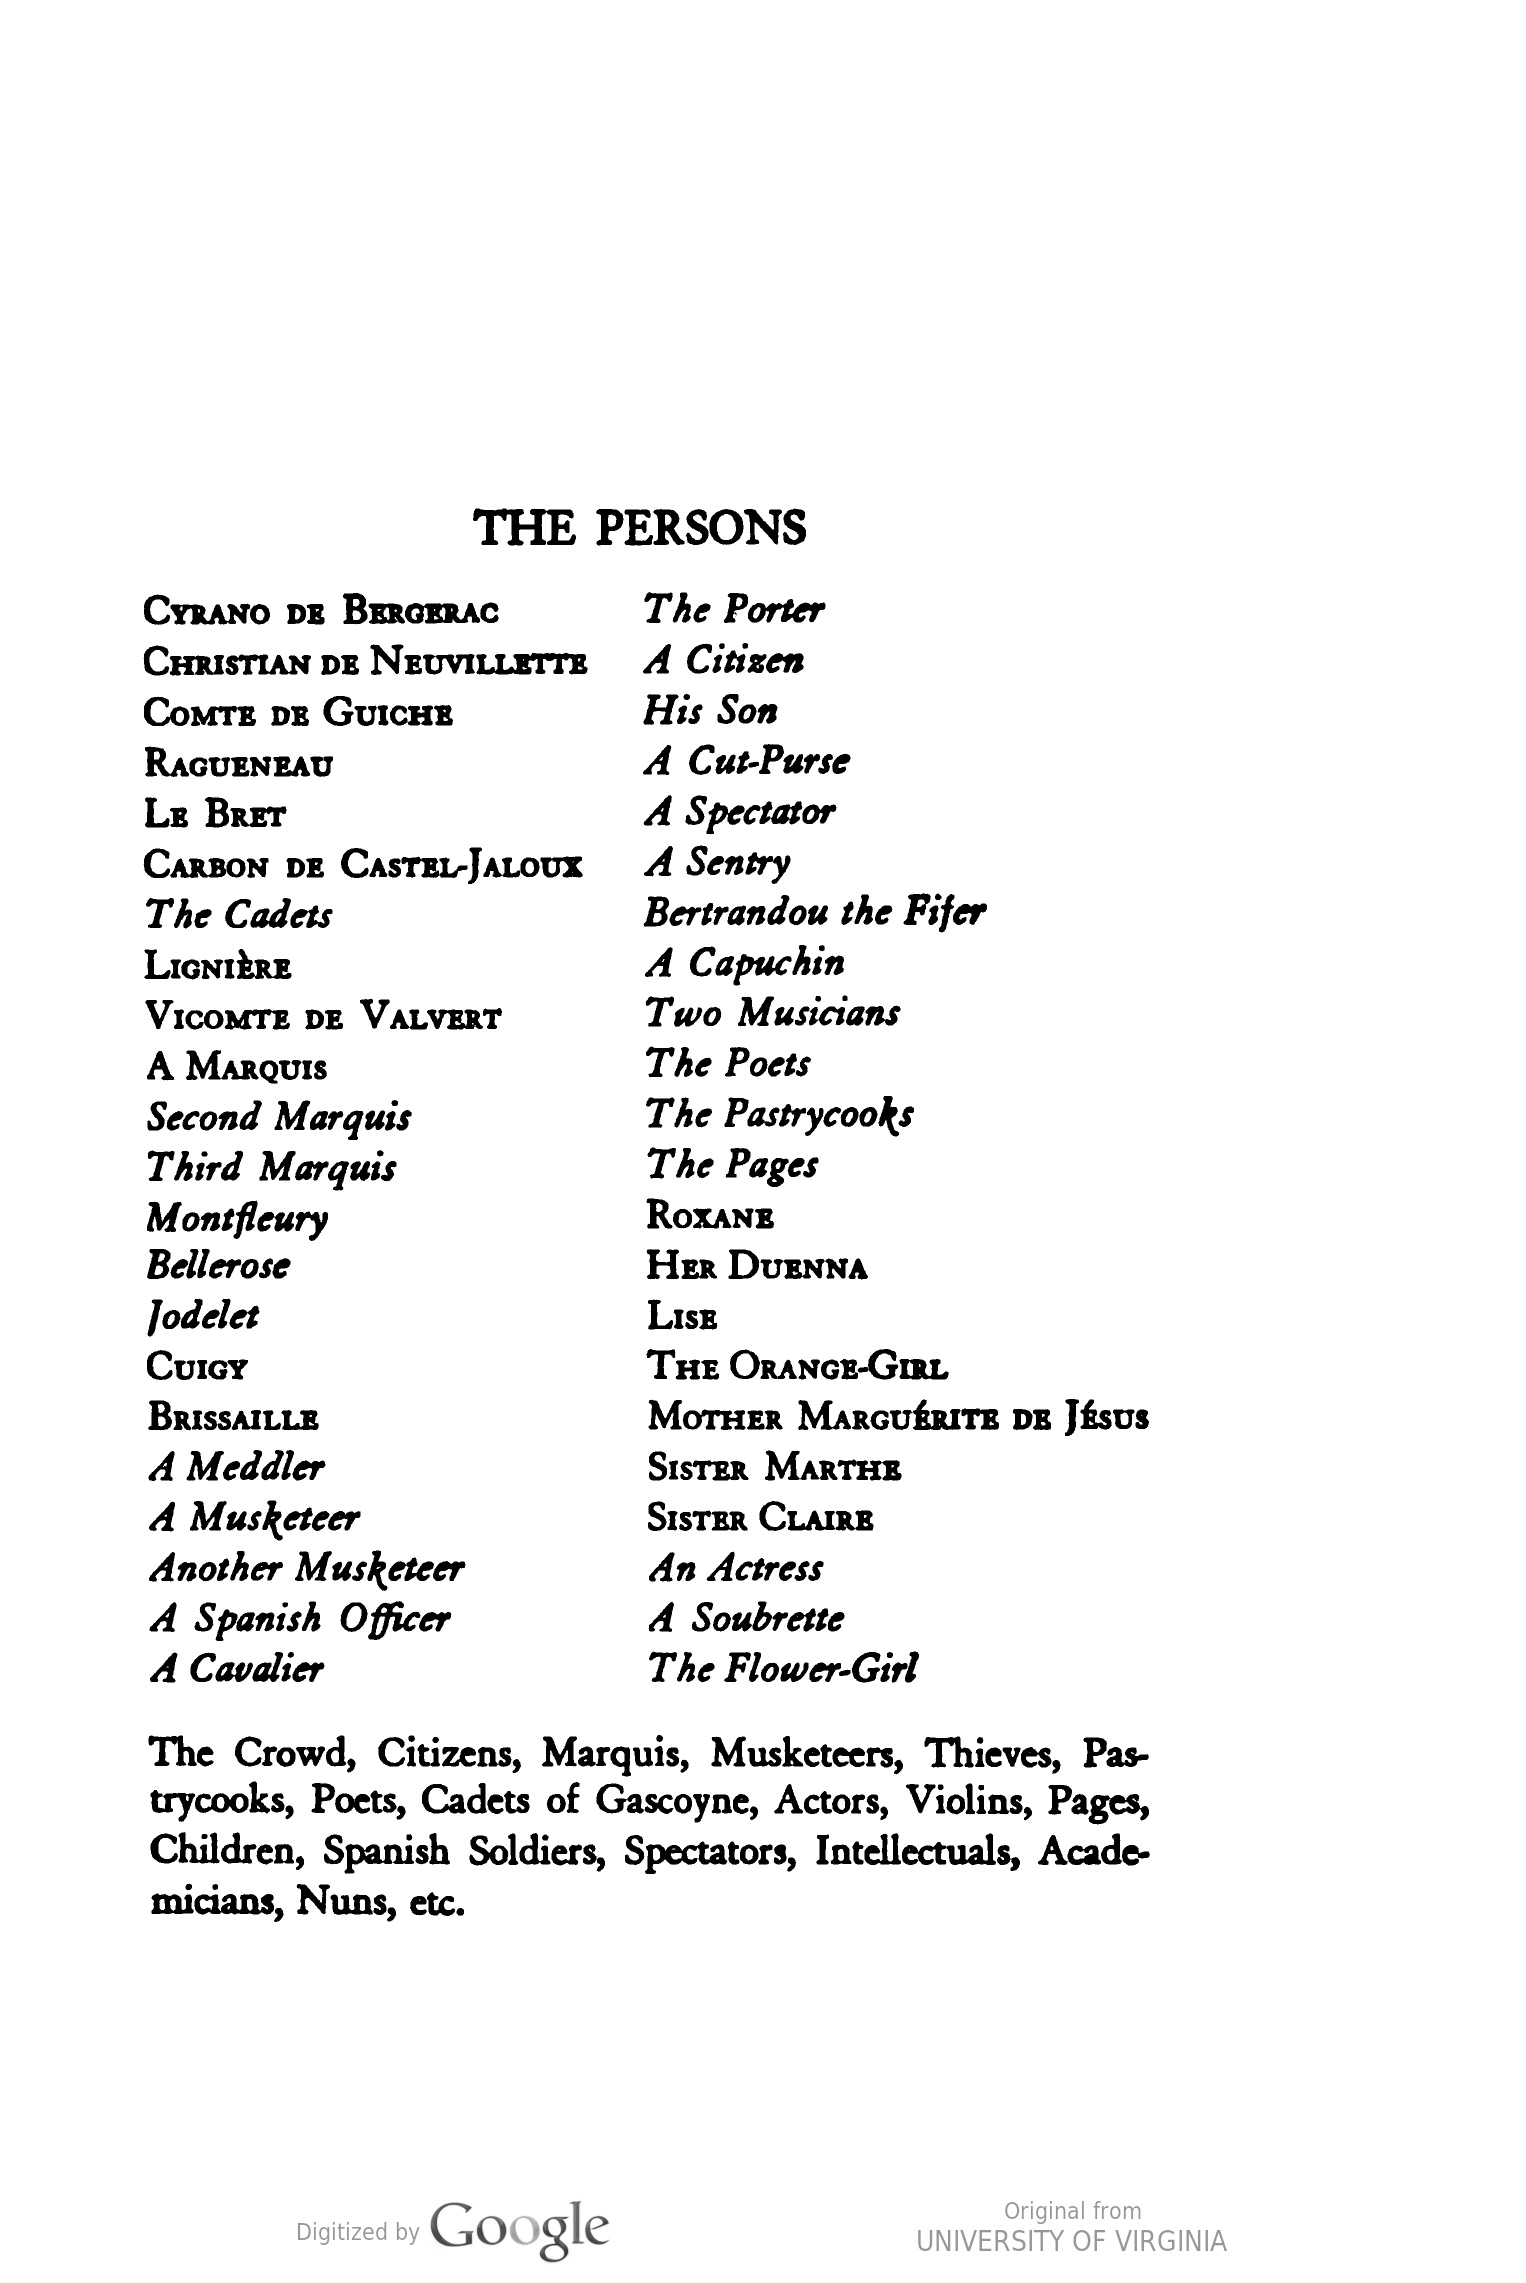 THE PERSONS
CYRANO DE BERGERAC
CHRISTIAN DE NEUVILLETTE
COMTE DE GUICHE
RAGUENEAU
LE BRET
CARBON DE CASTEL-JALOUX
The Cadets
LIGNIÈRE
VICOMTE DE VALVERT
A MARQUIS
Second Marquis
Third Marquis
Montfleury
Bellerose
Jodelet
CUIGY
BRISSAILLE
A Meddler
A Musketeer
Another Musketeer
A Spanish Officer
A Cavalier
The Porter
A Citizen
His Son
A Cut-Purse
A Spectator
A Sentry
Bertrandou the Fifer
A Capuchin
Two Musicians
The Poets
The Pastrycooks
The Pages
ROXANE
HER DUENNA
LISE
THE ORANGE-GIRL
MOTHER MARGUÉRITE DE JÉSUS
SISTER MARTHE
SISTER CLAIRE
An Actress
A Soubrette
The Flower-Girl
The Crowd, Citizens, Marquis, Musketeers, Thieves, Pas-
trycooks, Poets, Cadets of Gascoyne, Actors, Violins, Pages,
Children, Spanish Soldiers, Spectators, Intellectuals, Acade-
micians, Nuns, etc.
Digitized by Google
Original from
UNIVERSITY OF VIRGINIA